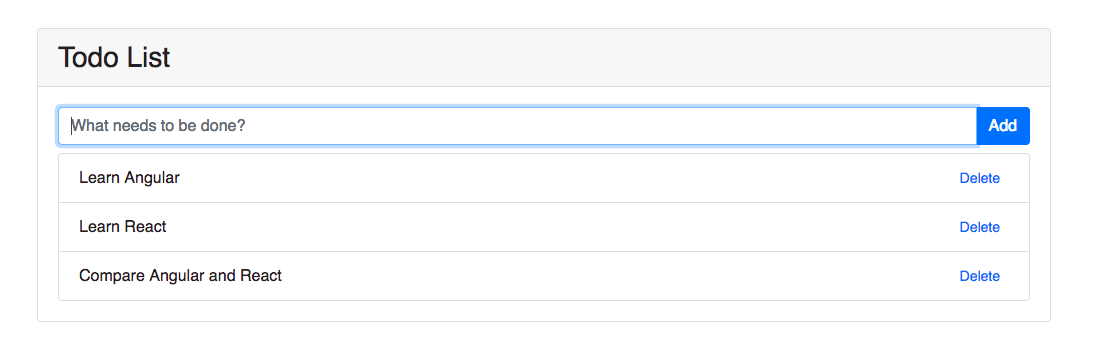 Todo List
What needs to be done? Add
Learn Angular Delete
Learn React Delete
Compare Angular and React Delete